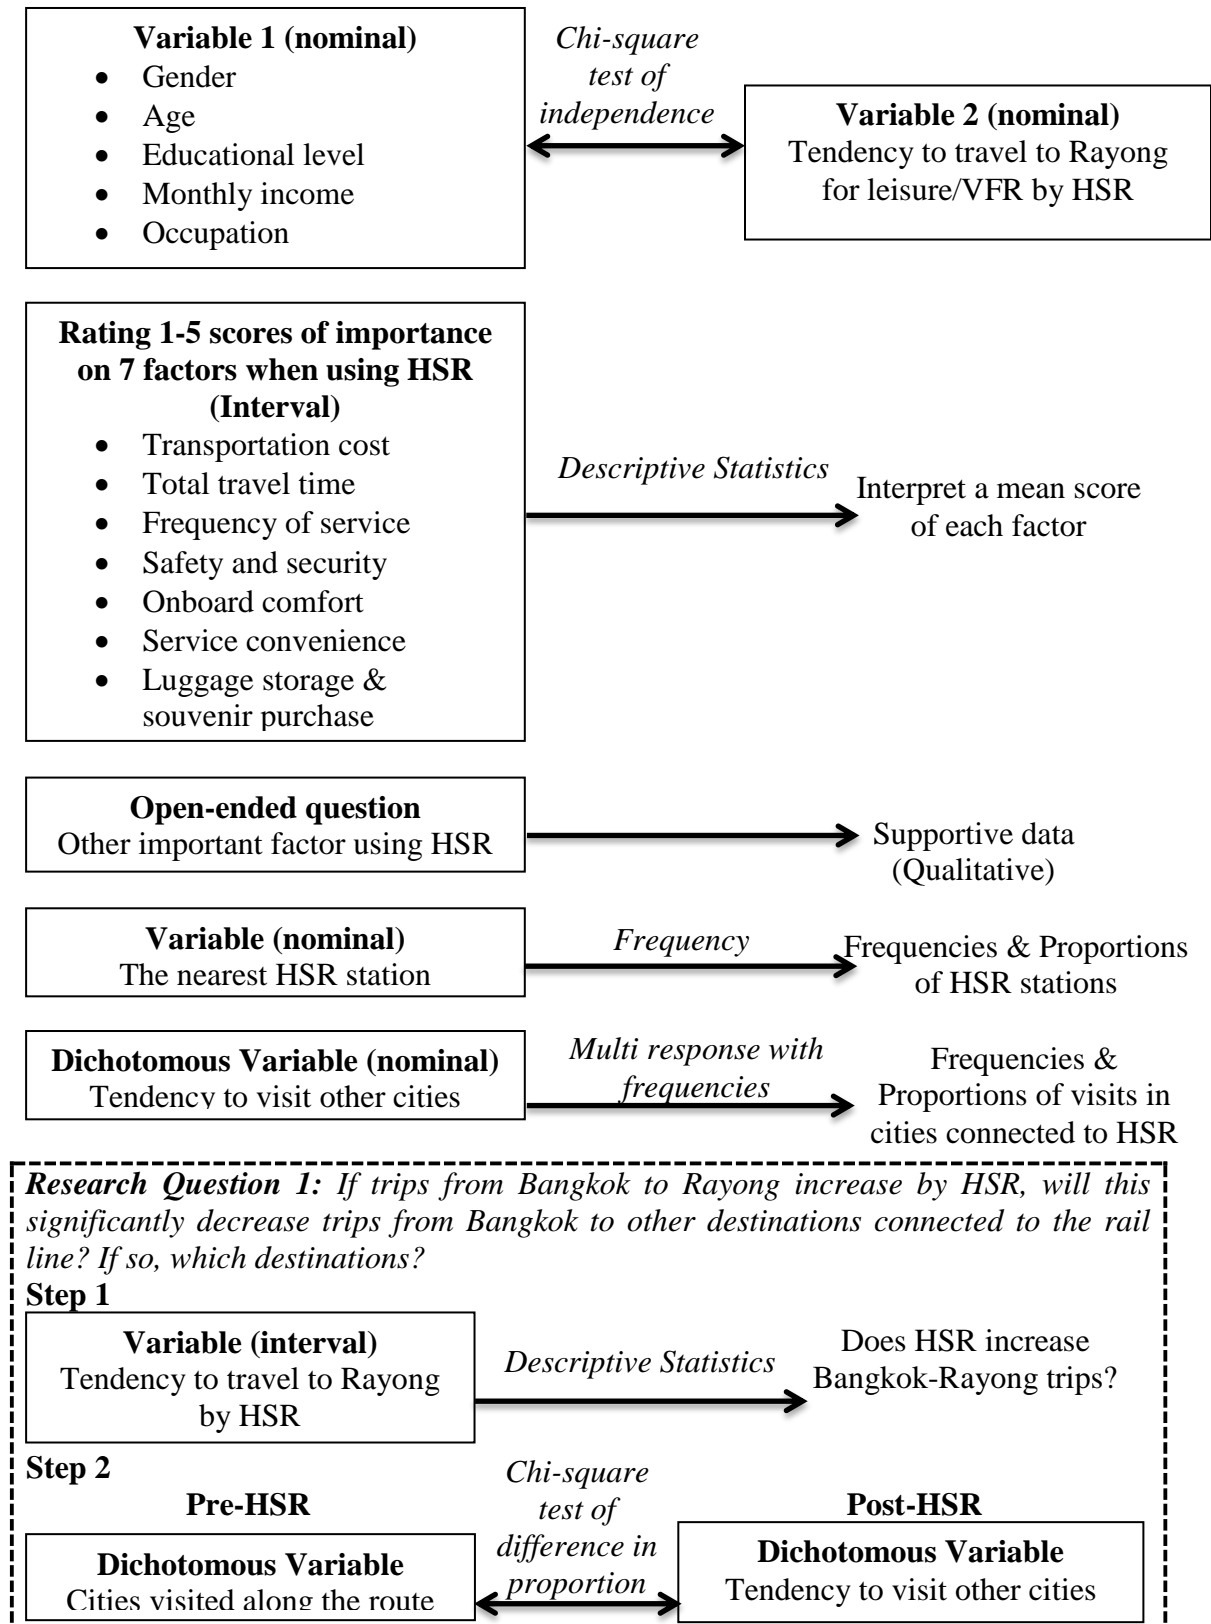 Variable 1 (nominal)
• Gender
• Age
• Educational level
• Monthly income
• Occupation
Chi-square
test of
independence
Variable 2 (nominal)
Tendency to travel to Rayong
for leisure/VFR by HSR
Rating 1-5 scores of importance
on 7 factors when using HSR
(Interval)
• Transportation cost
• Total travel time
• Frequency of service
• Safety and security
• Onboard comfort
• Service convenience
• Luggage storage &
souvenir purchase
Descriptive Statistics
Interpret a mean score
of each factor
Open-ended question
Other important factor using HSR
Supportive data
(Qualitative)
Variable (nominal)
The nearest HSR station
Frequency
Frequencies & Proportions
of HSR stations
Dichotomous Variable (nominal)
Tendency to visit other cities
Multi response with
frequencies
Frequencies &
Proportions of visits in
cities connected to HSR
Research Question 1: If trips from Bangkok to Rayong increase by HSR, will this
significantly decrease trips from Bangkok to other destinations connected to the rail
line? If so, which destinations?
Step 1
Variable (interval)
Tendency to travel to Rayong
by HSR
Descriptive Statistics
Does HSR increase
Bangkok-Rayong trips?
Step 2
Pre-HSR
Dichotomous Variable
Cities visited along the route
Chi-square
test of
difference in
proportion
Post-HSR
Dichotomous Variable
Tendency to visit other cities